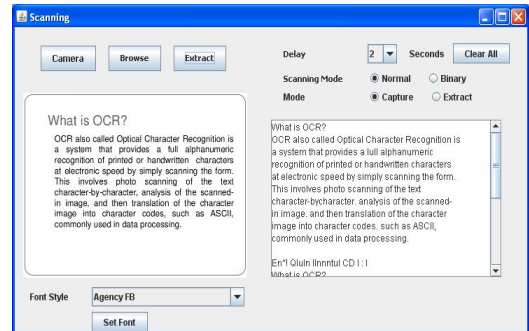 Scanning
Camera Browse Extract
Delay 2 Seconds Clear All
Scanning Mode Normal Binary
Mode Capture Extract
What is OCR?
OCR also called Optical Character Recognition is
a system that provides a full alphanumeric
recognition of printed or handwritten characters
at electronic speed by simply scanning the form.
This involves photo scanning of the text
character-by-character, analysis of the scanned-
in image, and then translation of the character
image into character codes, such as ASCII,
commonly used in data processing.
What is OCR?
OCR also called Optical Character Recognition is
a system that provides a full alphanumeric
recognition of printed or handwritten characters
at electronic speed by simply scanning the form.
This involves photo scanning of the text
character-bycharacter. analysis of the scanned-
in image. and then translation of the character
image into character codes. such as ASCII,
commonly used in data processing.
CD I : I
What is OCR?
Font Style Agency FB
Set Font